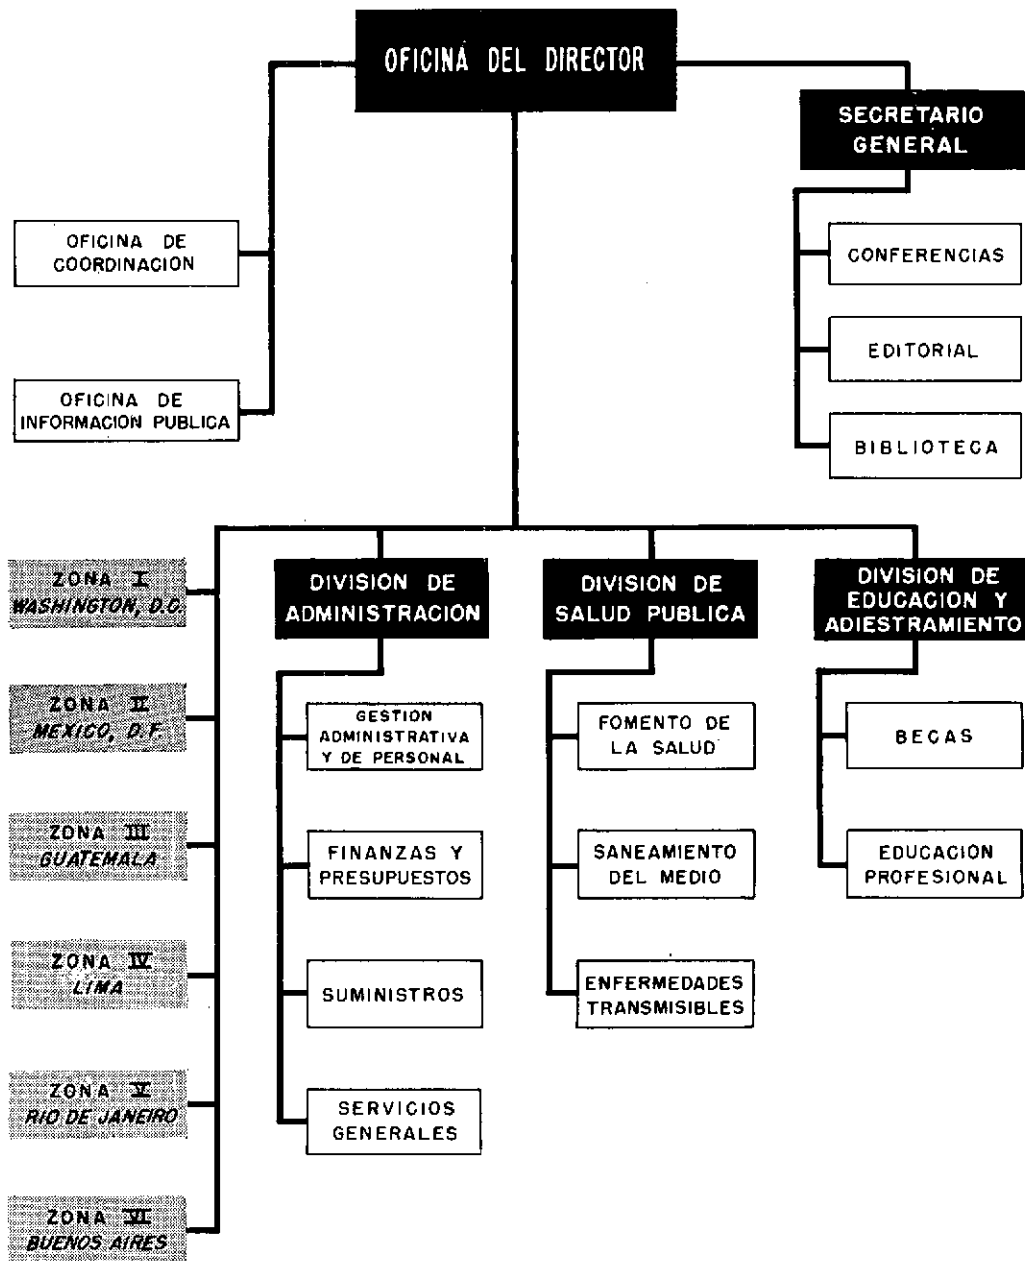 OFICINA DEL DIRECTOR
SECRETARIO
GENERAL
OFICINA DE
COORDINACION
CONFERENCIAS
EDITORIAL
OFICINA DE
INFORMACION PUBLICA
BIBLIOTECA
ZONA I
WASHINGTON, D.C.
ZONA II
MEXICO, D.F.
ZONA III
GUATEMALA
ZONA IV
LIMA
ZONA V
RIO DE JANEIRO
ZONA VI
BUENOS AIRES
DIVISION DE
ADMINISTRACION
GESTION
ADMINISTRATIVA
Y DE PERSONAL
FINANZAS Y
PRESUPUESTOS
SUMINISTROS
SERVICIOS
GENERALES
DIVISION DE
SALUD PUBLICA
FOMENTO DE
LA SALUD
SANEAMIENTO
DEL MEDIO
ENFERMEDADES
TRANSMISIBLES
DIVISION DE
EDUCACION Y
ADIESTRAMIENTO
BECAS
EDUCACION
PROFESIONAL